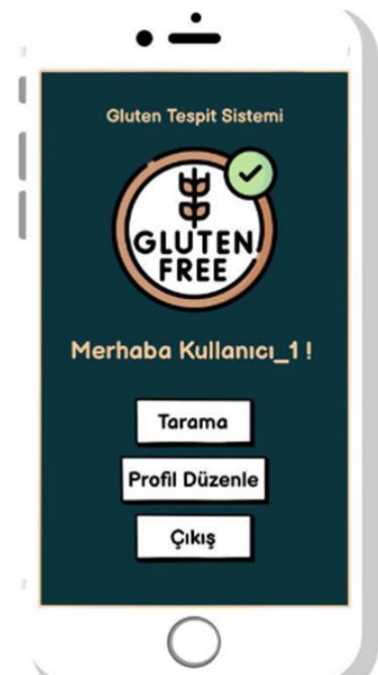 Gluten Tespit Sistemi
GLUTEN
FREE
Merhaba Kullanıcı_1 !
Tarama
Profil Düzenle
Çıkış